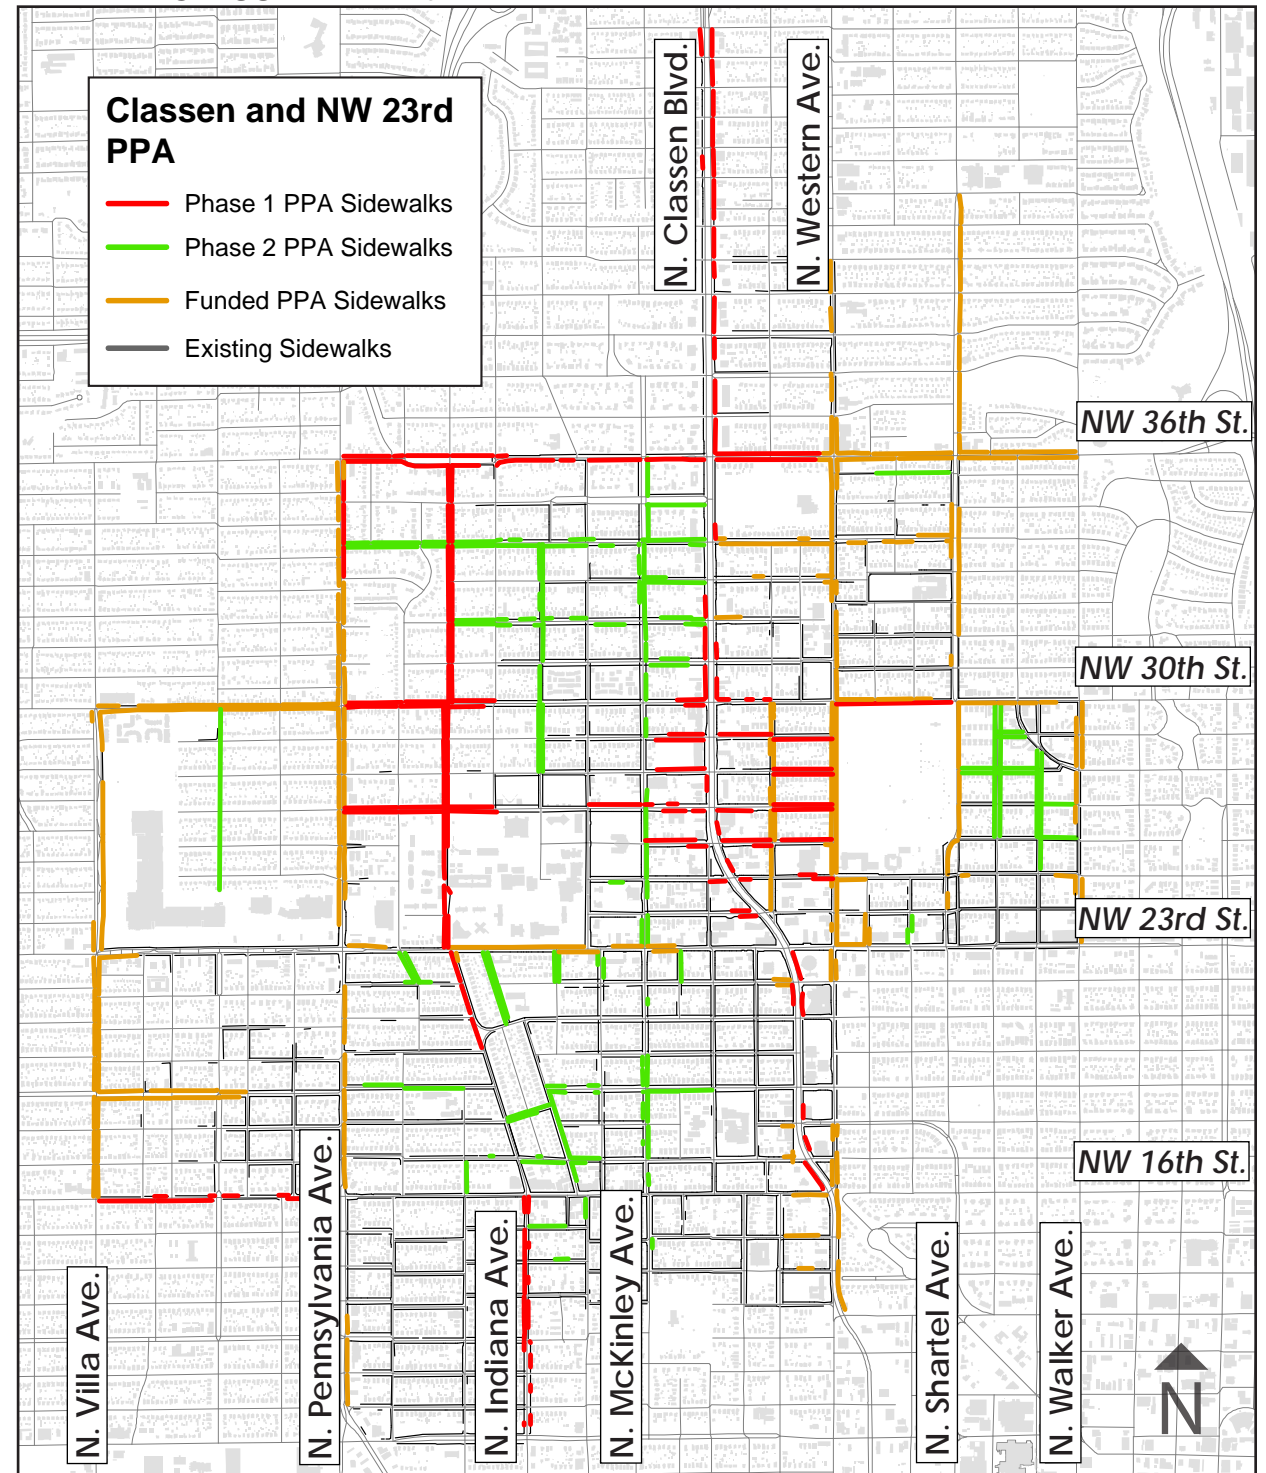 Classen and NW 23rd
PPA
Phase 1 PPA Sidewalks
Phase 2 PPA Sidewalks
Funded PPA Sidewalks
Existing Sidewalks
N. Classen Blvd.
N. Western Ave.
NW 36th St.
NW 30th St.
NW 23rd St.
NW 16th St.
N. Villa Ave.
N. Pennsylvania Ave.
N. Indiana Ave.
N. McKinley Ave.
N. Shartel Ave.
N. Walker Ave.
N